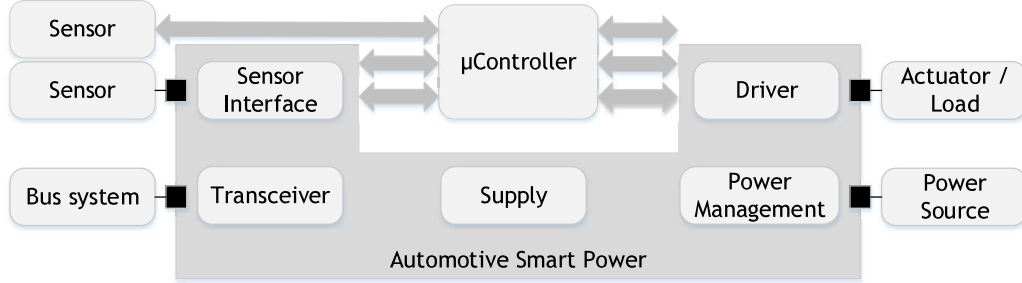 Sensor
µController
Sensor
Sensor
Interface
Driver
Actuator /
Load
Bus system
Transceiver
Supply
Power
Management
Power
Source
Automotive Smart Power